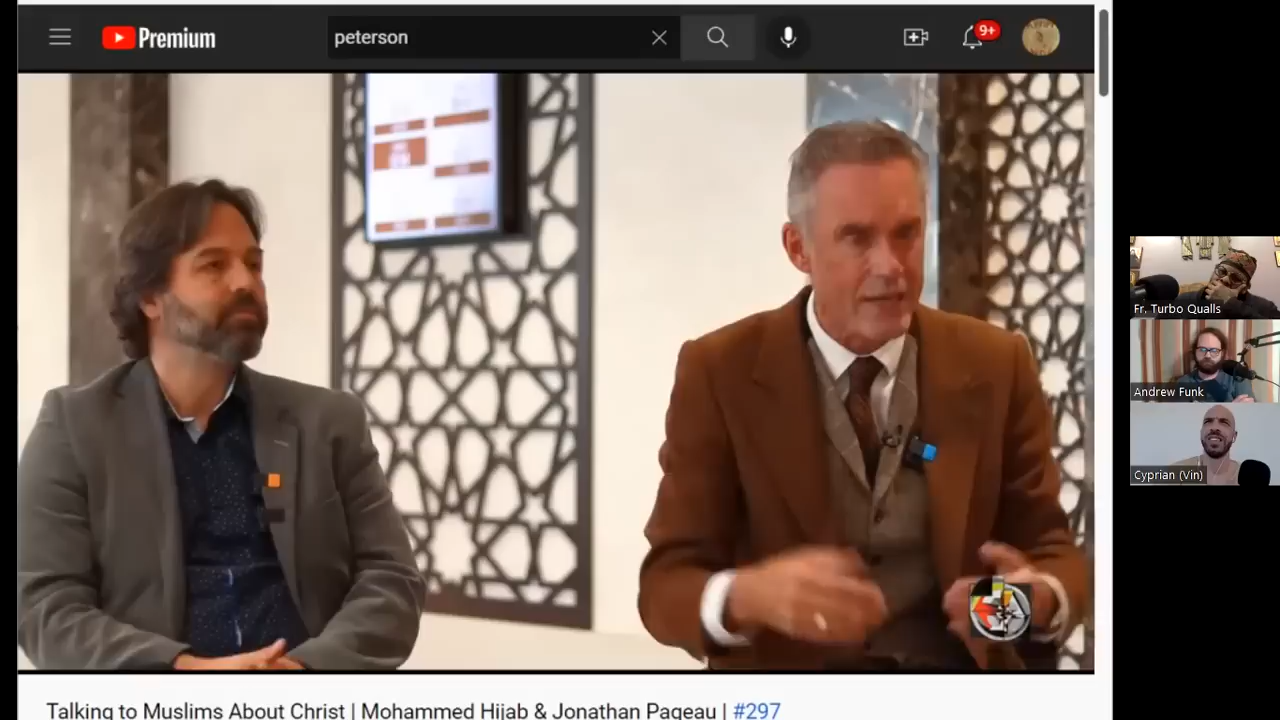 Premium
peterson
9+
Fr. Turbo Qualls
Andrew Funk
Cyprian (Vin)
Talking to Muslims About Christ | Mohammed Hijab & Jonathan Pageau | #297